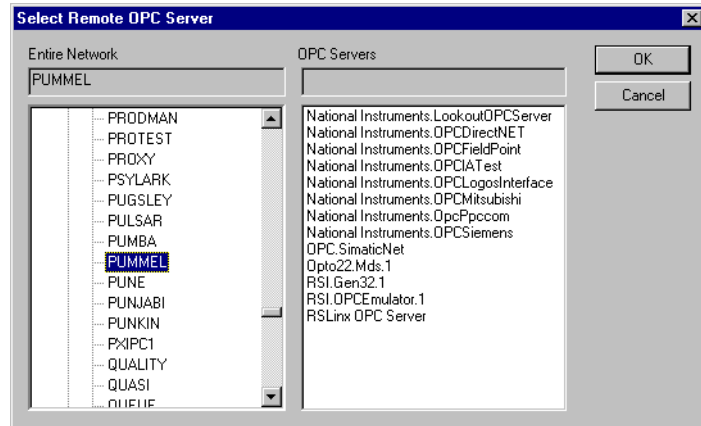 Select Remote OPC Server
Entire Network
OPC Servers
OK
PUMMEL
Cancel
PRODMAN
PROTEST
PROXY
PSYLARK
PUGSLEY
PULSAR
PUMBA
PUMMEL
PUNE
PUNJABI
PUNKIN
PXIPC1
QUALITY
QUASI
QUEUE
National Instruments.LookoutOPCServer
National Instruments.OPCDirectNET
National Instruments.OPCFieldPoint
National Instruments.OPCIATest
National Instruments.OPCLogosInterface
National Instruments.OPCMitsubishi
National Instruments.OpcPpccom
National Instruments.OPCSiemens
OPC.SimaticNet
Opto22.Mds.1
RSI.Gen32.1
RSI.OPCEmulator.1
RSLinx OPC Server